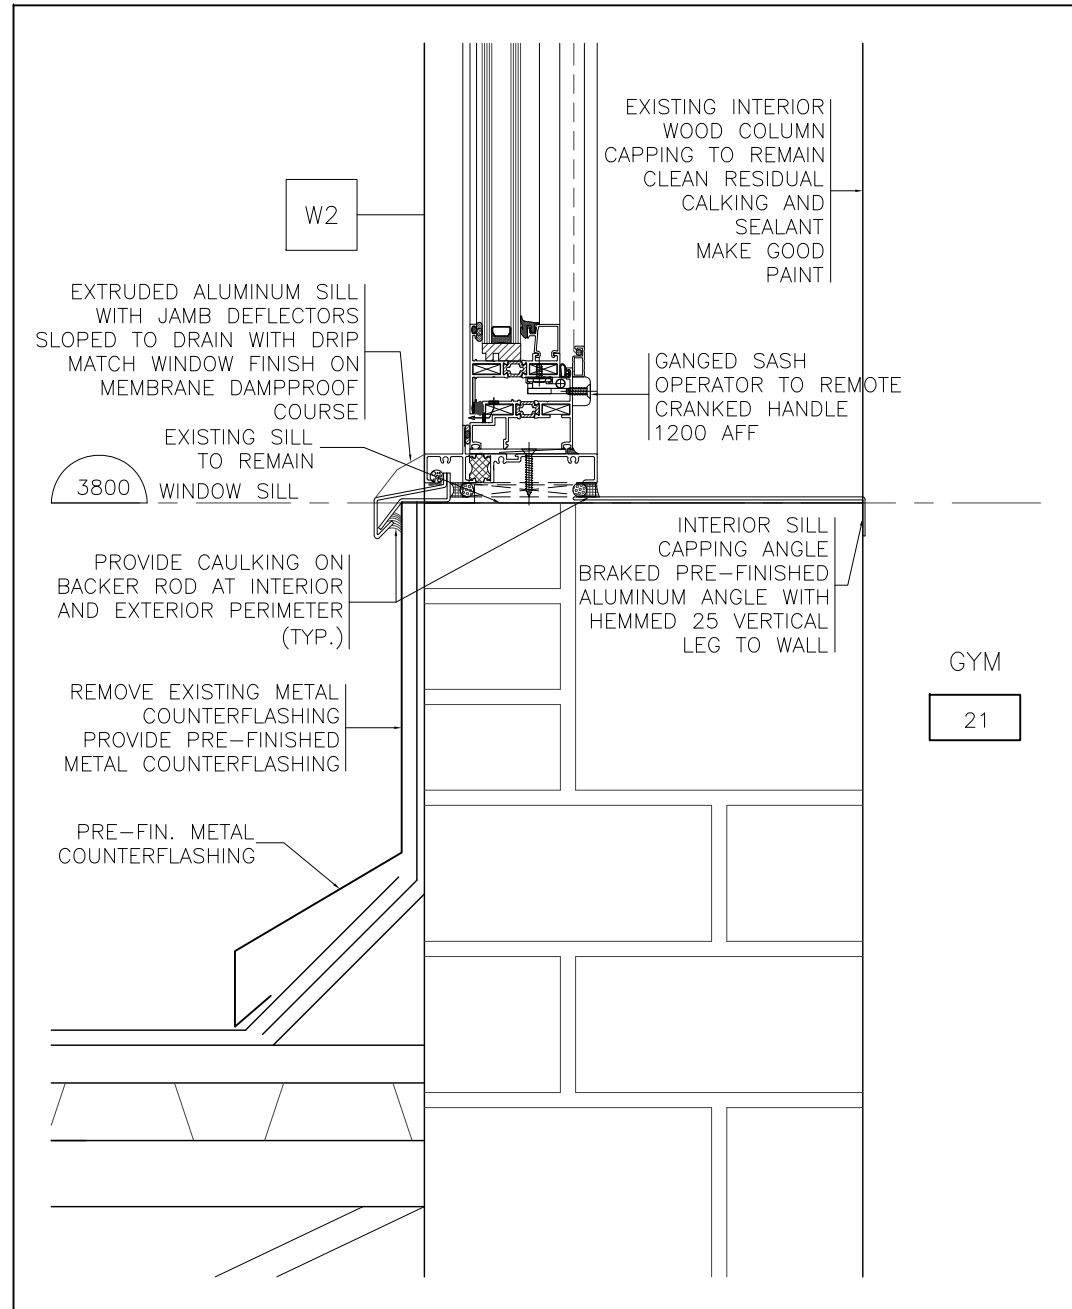 EXISTING INTERIOR
WOOD COLUMN
CAPPING TO REMAIN
CLEAN RESIDUAL
CALKING AND
SEALANT
MAKE GOOD
PAINT
W2
EXTRUDED ALUMINUM SILL
WITH JAMB DEFLECTORS
SLOPED TO DRAIN WITH DRIP
MATCH WINDOW FINISH ON
MEMBRANE DAMPPROOF
COURSE
GANGED SASH
OPERATOR TO REMOTE
CRANKED HANDLE
1200 AFF
EXISTING SILL
TO REMAIN
3800 WINDOW SILL
INTERIOR SILL
CAPPING ANGLE
BRAKED PRE-FINISHED
ALUMINUM ANGLE WITH
HEMMED 25 VERTICAL
LEG TO WALL
PROVIDE CAULKING ON
BACKER ROD AT INTERIOR
AND EXTERIOR PERIMETER
(TYP.)
GYM
21
REMOVE EXISTING METAL
COUNTERFLASHING
PROVIDE PRE-FINISHED
METAL COUNTERFLASHING
PRE-FIN. METAL
COUNTERFLASHING